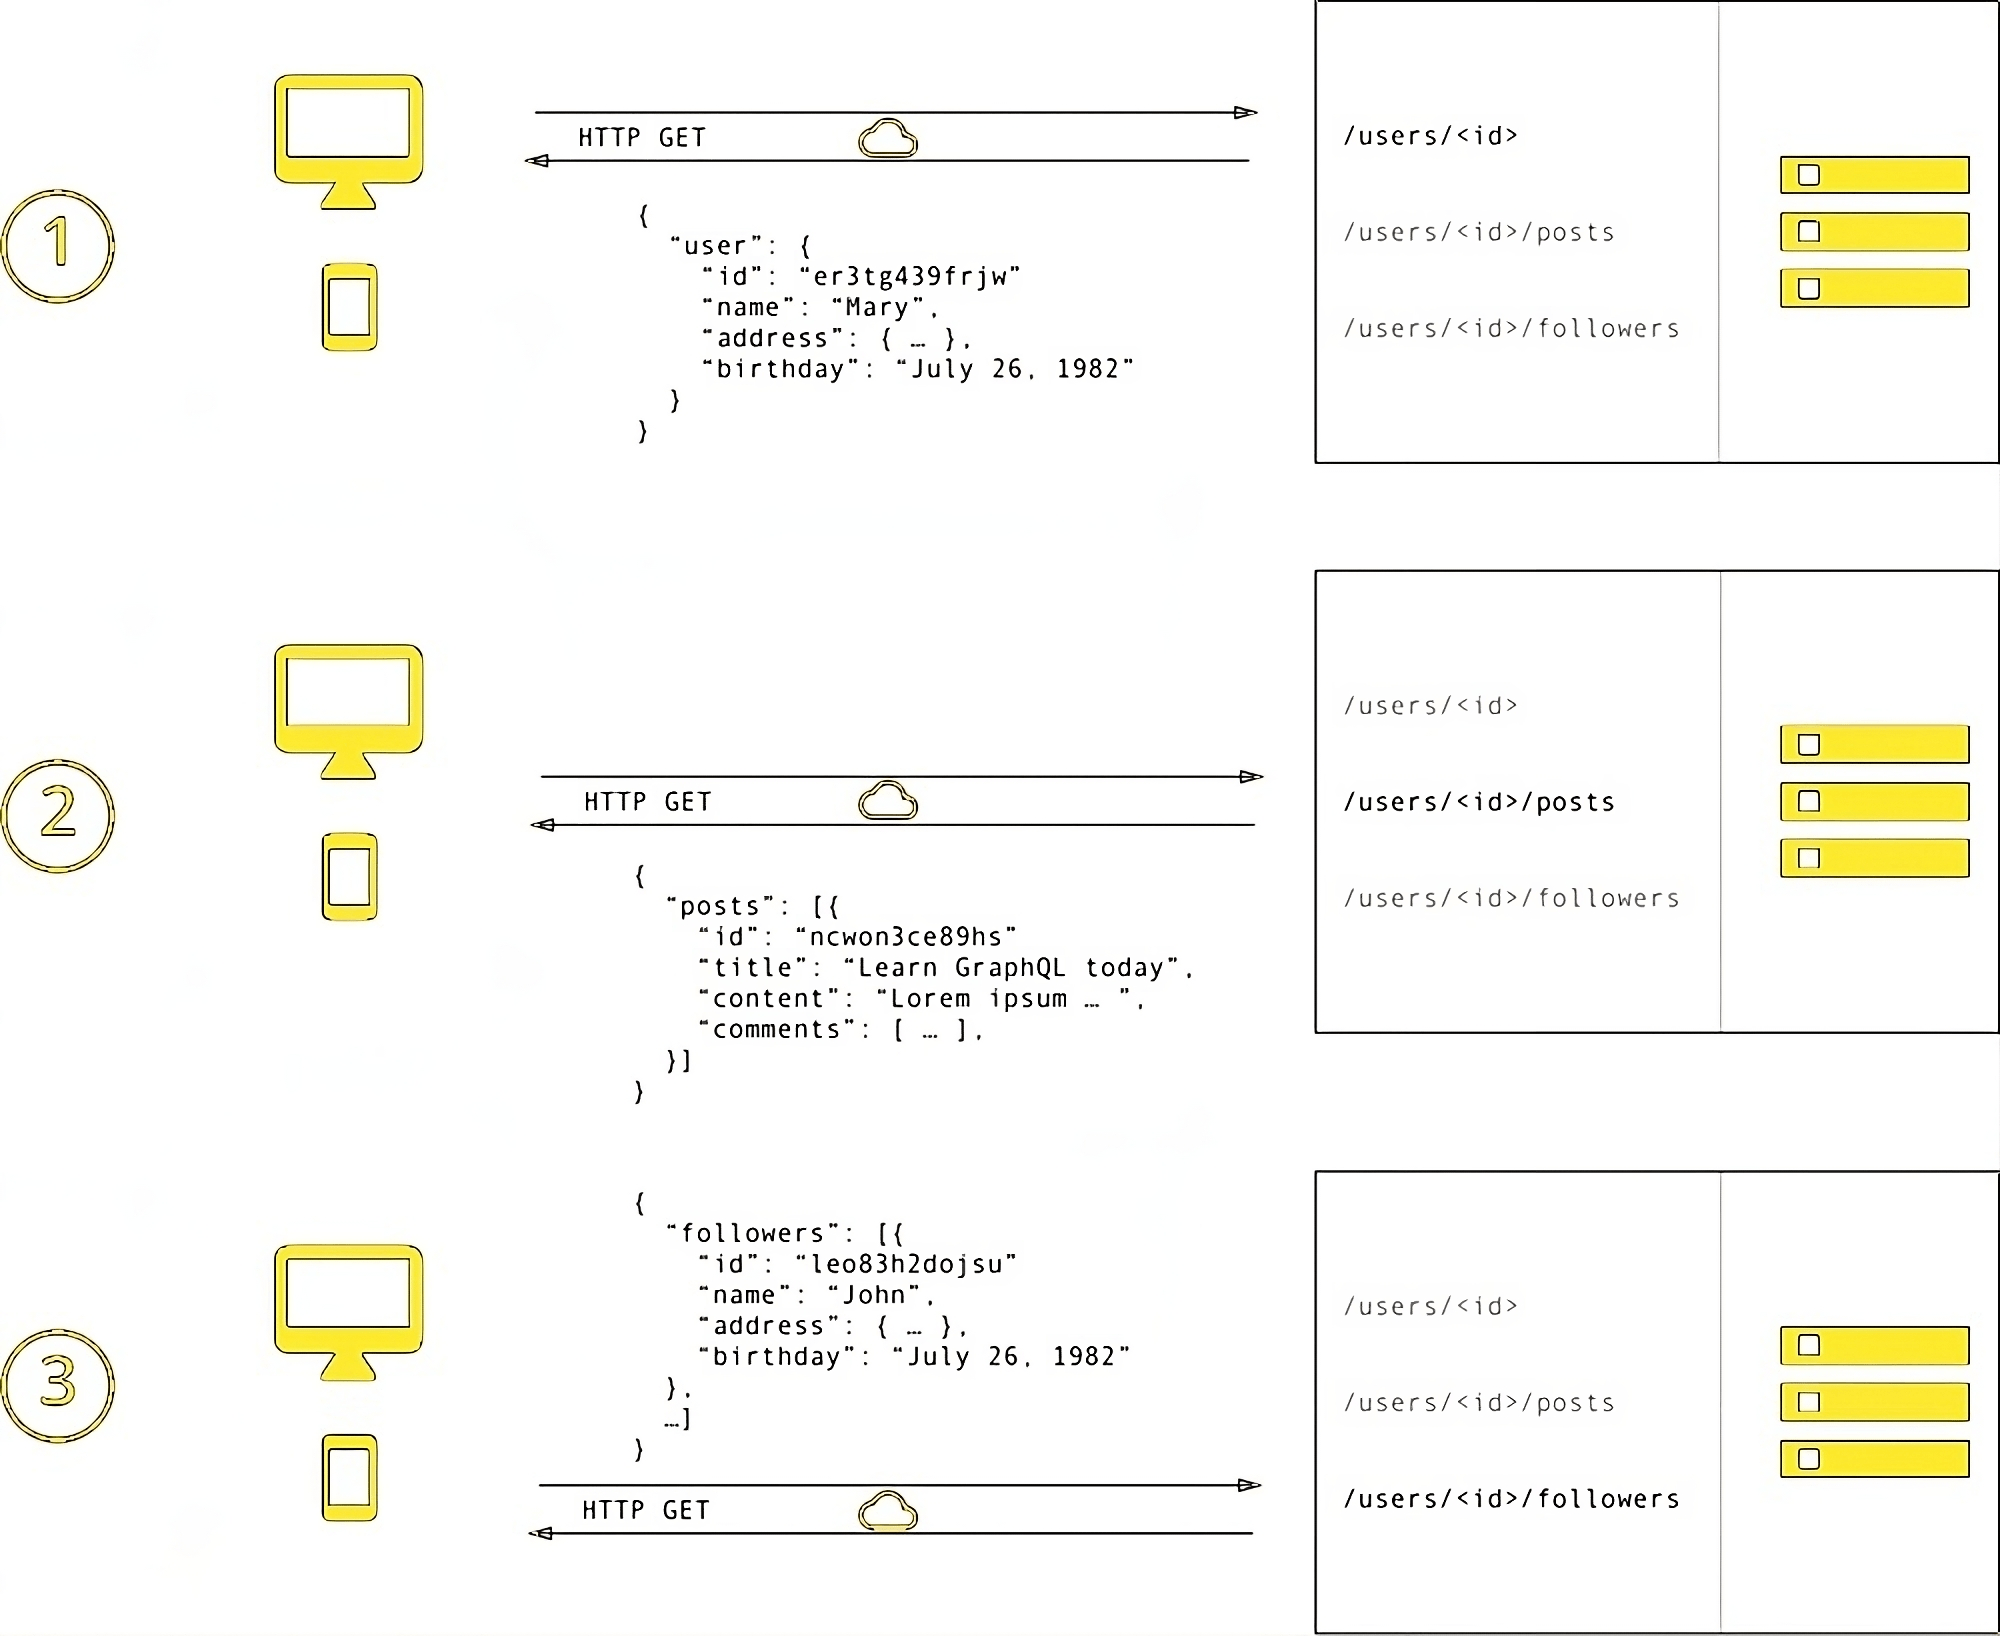 1
HTTP GET
{
“user”: {
“id”: “er3tg439frjw”
“name”: “Mary”,
“address”: { … },
“birthday”: “July 26, 1982”
}
}
/users/<id>
/users/<id>/posts
/users/<id>/followers
2
HTTP GET
{
“posts”: [{
“id”: “ncwon3ce89hs”
“title”: “Learn GraphQL today”,
“content”: “Lorem ipsum … ”,
“comments”: [ … ],
}]
}
/users/<id>
/users/<id>/posts
/users/<id>/followers
3
{
“followers”: [{
“id”: “leo83h2dojsu”
“name”: “John”,
“address”: { … },
“birthday”: “July 26, 1982”
},
…]
}
HTTP GET
/users/<id>
/users/<id>/posts
/users/<id>/followers